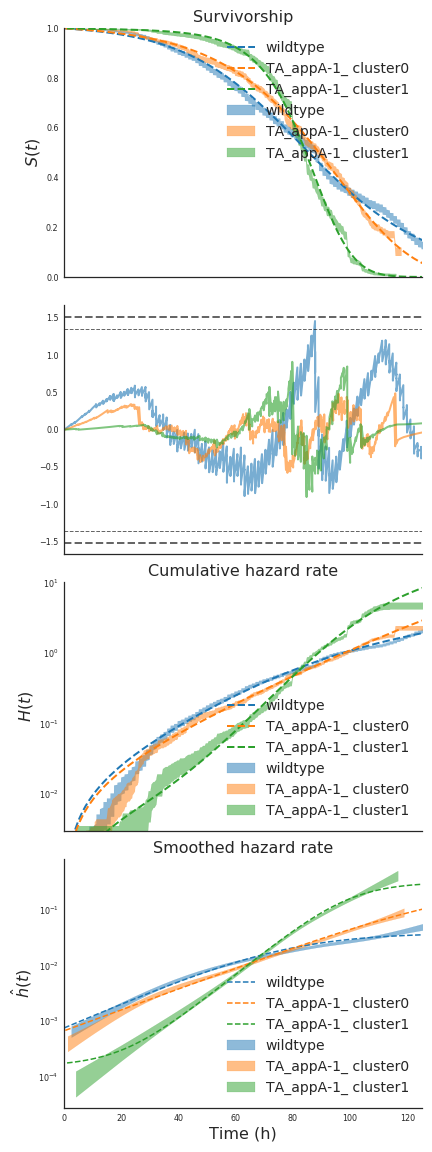 Survivorship
1.0
wildtype
TA_appA-1_ cluster0
0.8
TA_appA-1_ cluster1
wildtype
0.6
TA_appA-1_ cluster0
TA_appA-1_ cluster1
S(t)
0.4
0.2
0.0
1.5
1.0
0.5
0.0
−0.5
−1.0
−1.5
Cumulative hazard rate
10¹
10⁰
H(t)
wildtype
10⁻¹
TA_appA-1_ cluster0
TA_appA-1_ cluster1
wildtype
10⁻²
TA_appA-1_ cluster0
TA_appA-1_ cluster1
Smoothed hazard rate
10⁻¹
10⁻²
ĥ(t)
wildtype
10⁻³
TA_appA-1_ cluster0
TA_appA-1_ cluster1
wildtype
10⁻⁴
TA_appA-1_ cluster0
TA_appA-1_ cluster1
0 20 40 60 80 100 120
Time (h)